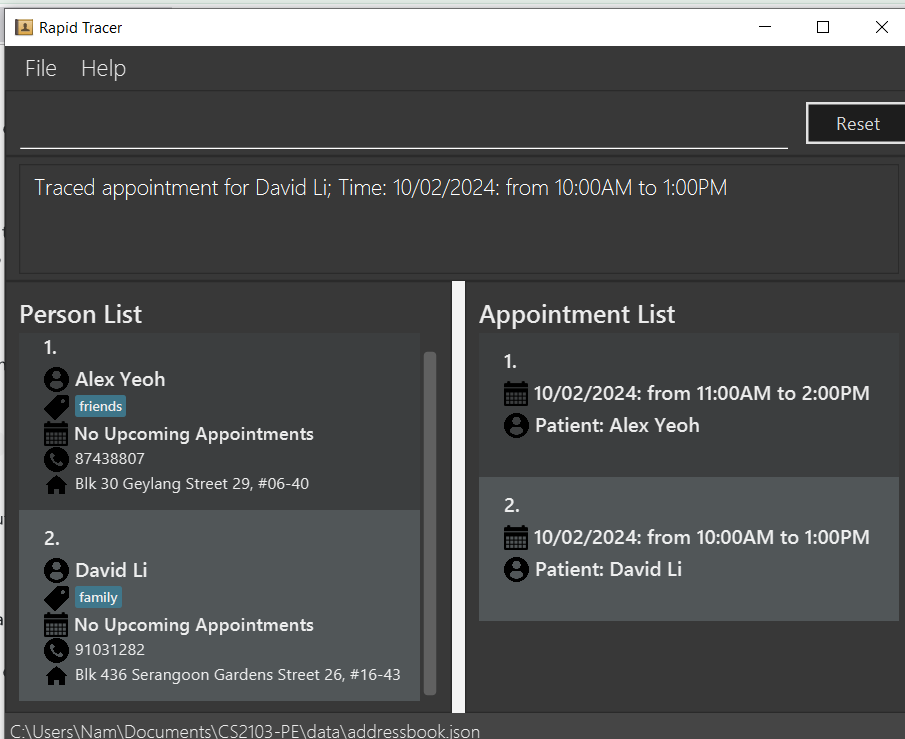 Rapid Tracer
File Help
Reset
Traced appointment for David Li; Time: 10/02/2024: from 10:00AM to 1:00PM
Person List
1.
Alex Yeoh
friends
No Upcoming Appointments
87438807
Blk 30 Geylang Street 29, #06-40
2.
David Li
family
No Upcoming Appointments
91031282
Blk 436 Serangoon Gardens Street 26, #16-43
Appointment List
1.
10/02/2024: from 11:00AM to 2:00PM
Patient: Alex Yeoh
2.
10/02/2024: from 10:00AM to 1:00PM
Patient: David Li
C:\Users\Nam\Documents\CS2103-PE\data\addressbook.json